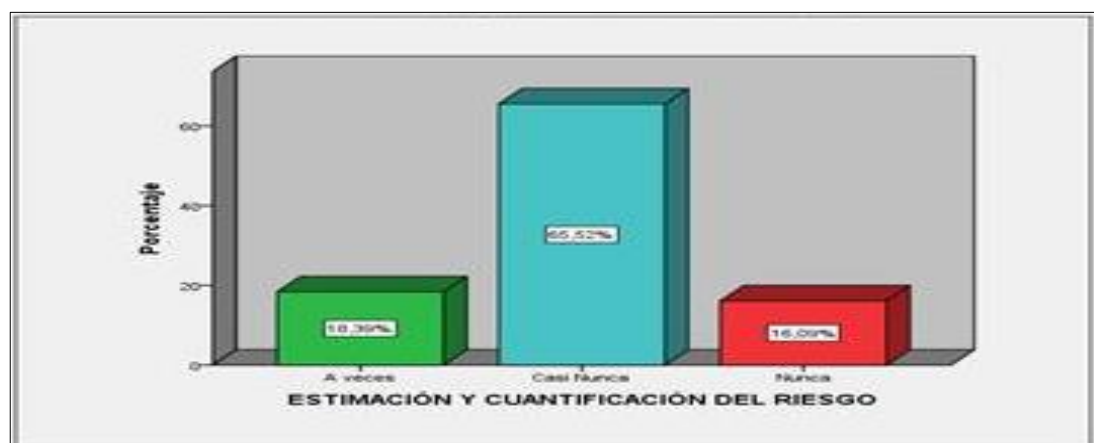 Porcentaje
60
40
20
0
65,52%
18,39%
16,09%
A veces
Casi Nunca
Nunca
ESTIMACIÓN Y CUANTIFICACIÓN DEL RIESGO